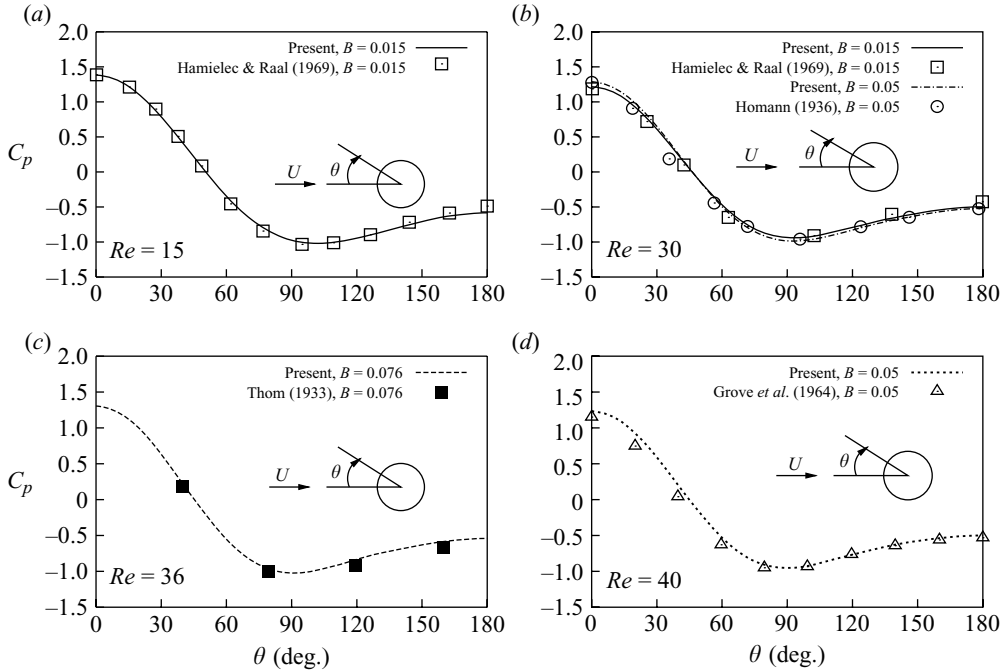 (a)
2.0
1.5
1.0
0.5
0
−0.5
−1.0
−1.5
C_p
Present, B = 0.015
Hamielec & Raal (1969), B = 0.015
U
θ
Re = 15
0 30 60 90 120 150 180
(b)
2.0
1.5
1.0
0.5
0
−0.5
−1.0
−1.5
Present, B = 0.015
Hamielec & Raal (1969), B = 0.015
Present, B = 0.05
Homann (1936), B = 0.05
U
θ
Re = 30
0 30 60 90 120 150 180
(c)
2.0
1.5
1.0
0.5
0
−0.5
−1.0
−1.5
C_p
Present, B = 0.076
Thom (1933), B = 0.076
U
θ
Re = 36
0 30 60 90 120 150 180
θ (deg.)
(d)
2.0
1.5
1.0
0.5
0
−0.5
−1.0
−1.5
Present, B = 0.05
Grove et al. (1964), B = 0.05
U
θ
Re = 40
0 30 60 90 120 150 180
θ (deg.)